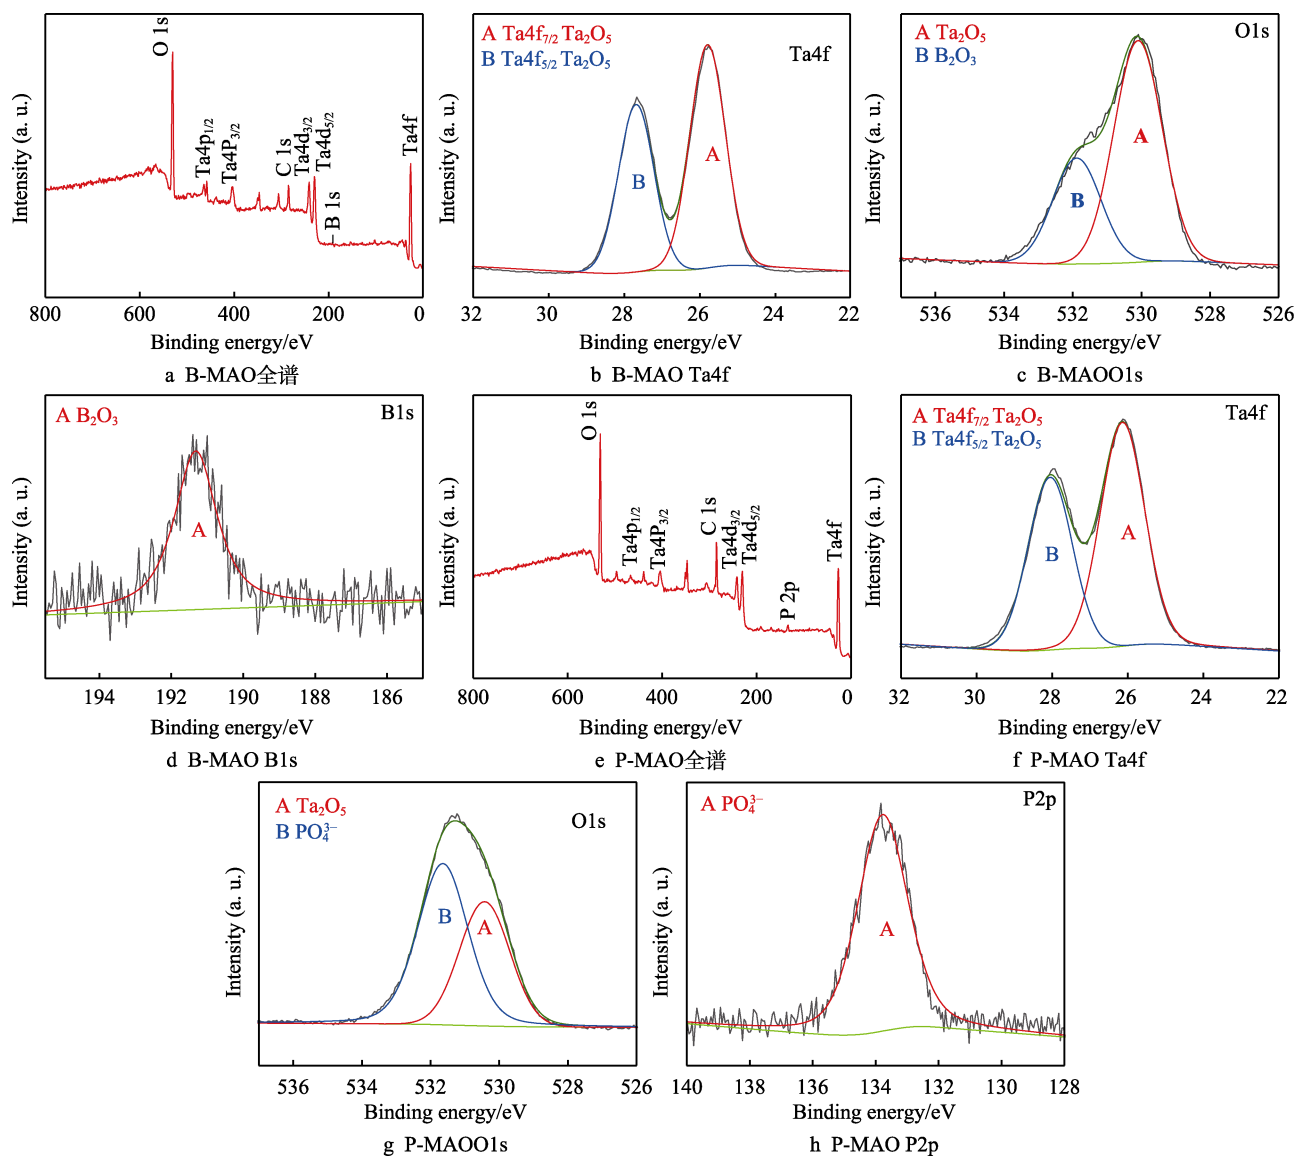 O 1s
Ta4p1/2
Ta4P3/2
C 1s
Ta4d3/2
Ta4d5/2
B 1s
Ta4f
Intensity (a. u.)
800 600 400 200 0
Binding energy/eV
a B-MAO全谱
A Ta4f7/2 Ta2O5
B Ta4f5/2 Ta2O5
Ta4f
B
A
Intensity (a. u.)
32 30 28 26 24 22
Binding energy/eV
b B-MAO Ta4f
A Ta2O5
B B2O3
O1s
A
B
Intensity (a. u.)
536 534 532 530 528 526
Binding energy/eV
c B-MAOO1s
A B2O3
B1s
A
Intensity (a. u.)
194 192 190 188 186
Binding energy/eV
d B-MAO B1s
O 1s
Ta4p1/2
Ta4P3/2
C 1s
Ta4d3/2
Ta4d5/2
P 2p
Ta4f
Intensity (a. u.)
800 600 400 200 0
Binding energy/eV
e P-MAO全谱
A Ta4f7/2 Ta2O5
B Ta4f5/2 Ta2O5
Ta4f
B
A
Intensity (a. u.)
32 30 28 26 24 22
Binding energy/eV
f P-MAO Ta4f
A Ta2O5
B PO43−
O1s
B
A
Intensity (a. u.)
536 534 532 530 528 526
Binding energy/eV
g P-MAOO1s
A PO43−
P2p
A
Intensity (a. u.)
140 138 136 134 132 130 128
Binding energy/eV
h P-MAO P2p